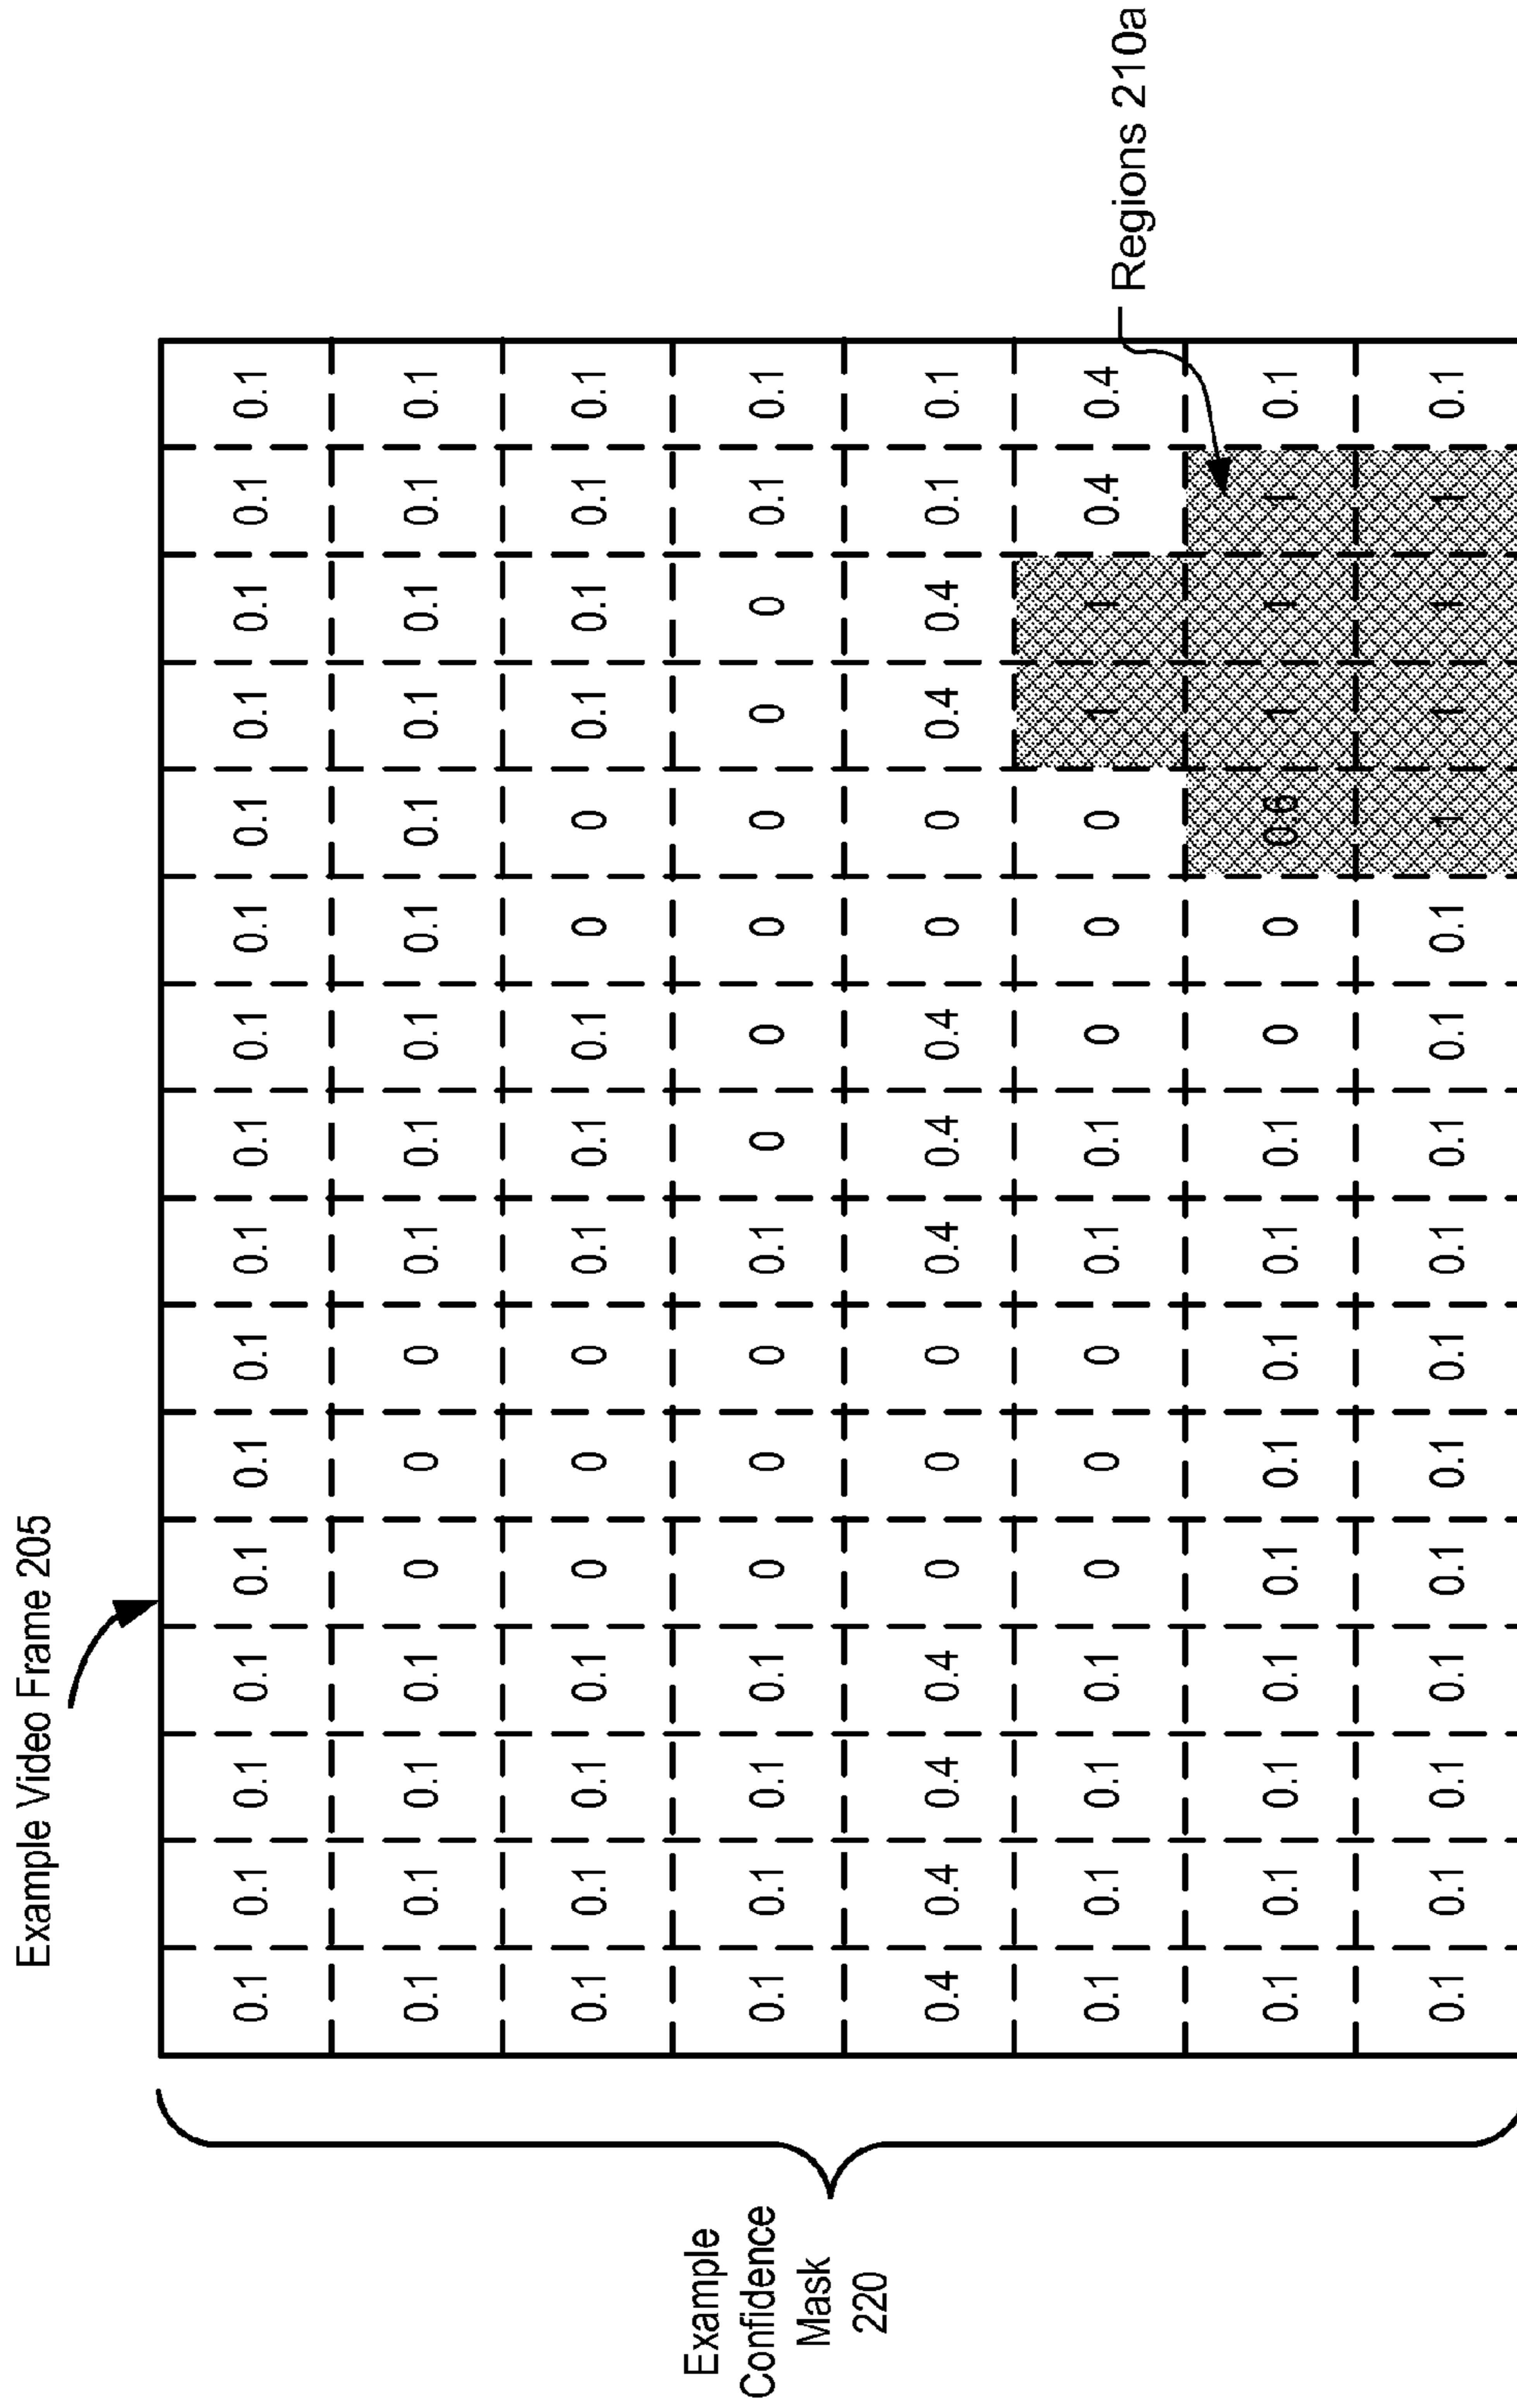 Example Video Frame 205
Example
Confidence
Mask
220
0.1 0.1 0.1 0.1 0.1 0.1 0.1 0.1 0.1 0.1 0.1 0.1 0.1 0.1 0.1 0.1
0.1 0.1 0.1 0.1 0 0 0 0.1 0.1 0.1 0.1 0.1 0.1 0.1 0.1 0.1
0.1 0.1 0.1 0.1 0 0 0 0.1 0.1 0.1 0 0 0.1 0.1 0.1 0.1
0.1 0.1 0.1 0.1 0 0 0 0.1 0 0 0 0 0 0 0.1 0.1
0.4 0.4 0.4 0.4 0 0 0 0.4 0.4 0.4 0 0 0.4 0.4 0.1 0.1
0.1 0.1 0.1 0.1 0 0 0 0.1 0.1 0 0 0 1 1 0.4 0.4
0.1 0.1 0.1 0.1 0.1 0.1 0.1 0.1 0.1 0 0 0.6 1 1 1 0.1
0.1 0.1 0.1 0.1 0.1 0.1 0.1 0.1 0.1 0.1 0.1 1 1 1 1 0.1
Regions 210a